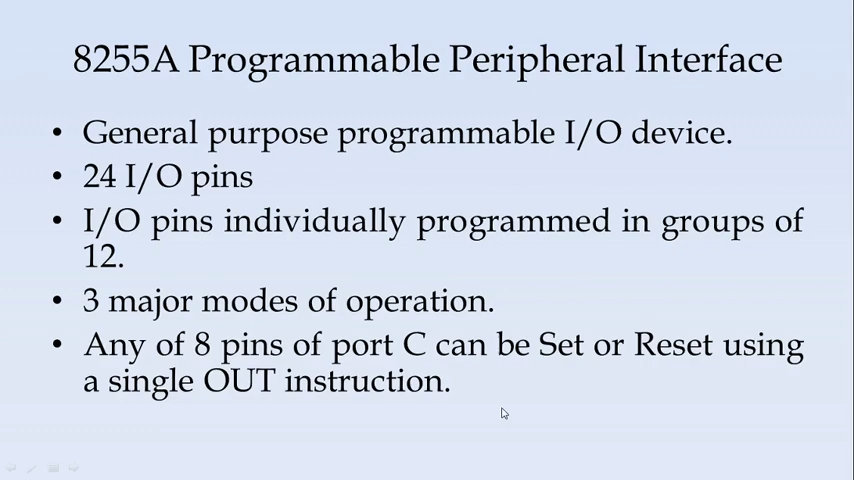 8255A Programmable Peripheral Interface
• General purpose programmable I/O device.
• 24 I/O pins
• I/O pins individually programmed in groups of
12.
• 3 major modes of operation.
• Any of 8 pins of port C can be Set or Reset using
a single OUT instruction.